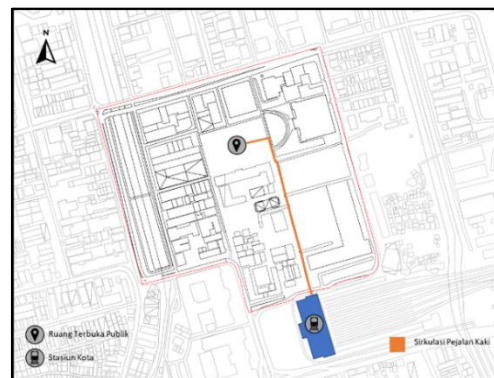 N
Ruang Terbuka Publik
Stasiun Kota
Sirkulasi Pejalan Kaki